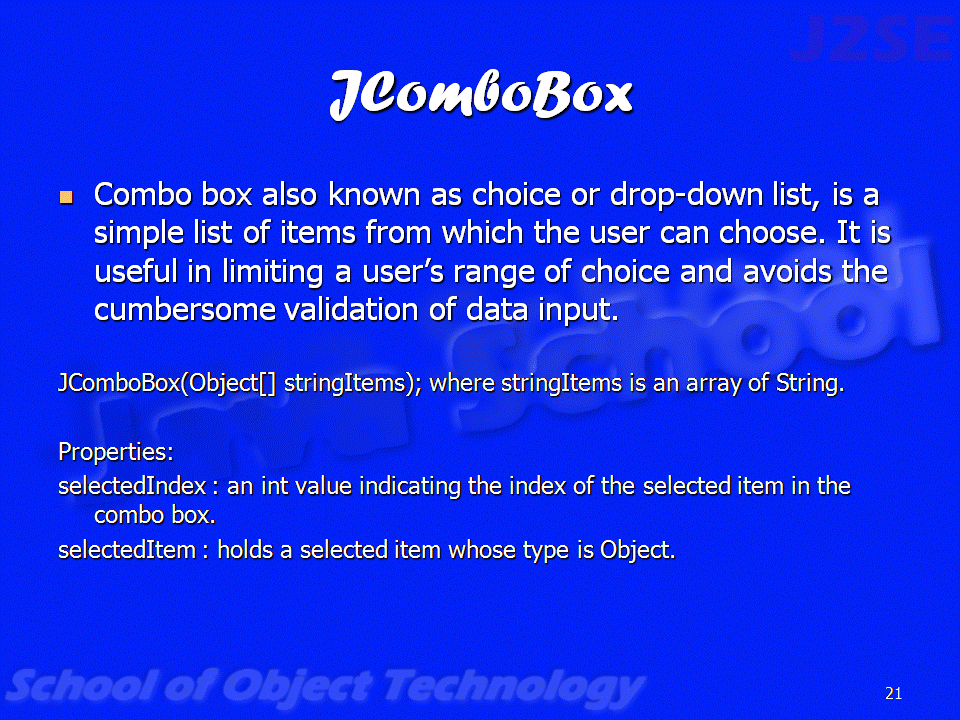 J2SE
JComboBox
Combo box also known as choice or drop-down list, is a
simple list of items from which the user can choose. It is
useful in limiting a user’s range of choice and avoids the
cumbersome validation of data input.
Java School
JComboBox(Object[] stringItems); where stringItems is an array of String.
Properties:
selectedIndex : an int value indicating the index of the selected item in the
combo box.
selectedItem : holds a selected item whose type is Object.
School of Object Technology
21